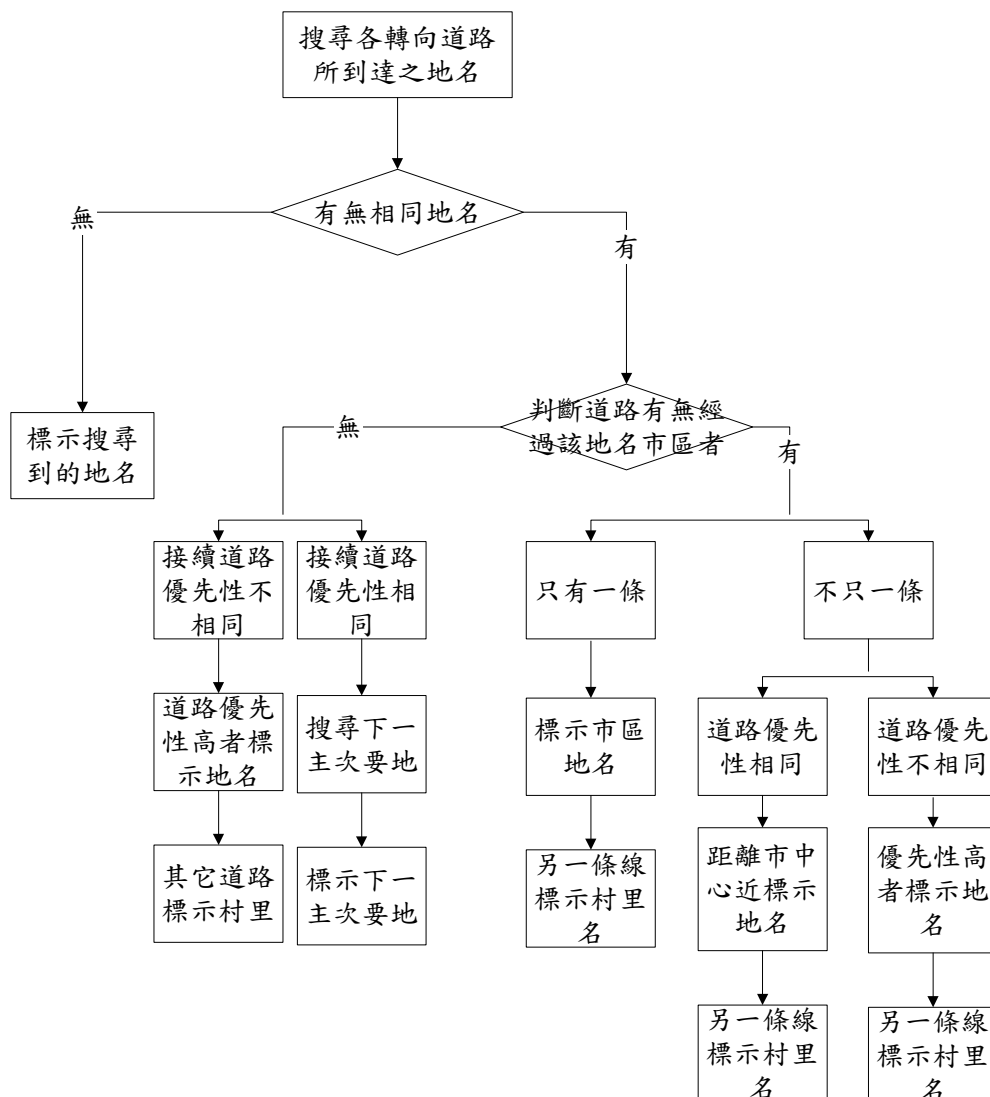 搜尋各轉向道路
所到達之地名
有無相同地名
無
有
標示搜尋
到的地名
判斷道路有無經
過該地名市區者
無
有
接續道路
優先性不
相同
接續道路
優先性相
同
只有一條
不只一條
道路優先
性高者標
示地名
搜尋下一
主次要地
標示市區
地名
道路優先
性相同
道路優先
性不相同
其它道路
標示村里
標示下一
主次要地
另一條線
標示村里
名
距離市中
心近標示
地名
優先性高
者標示地
名
另一條線
標示村里
名
另一條線
標示村里
名